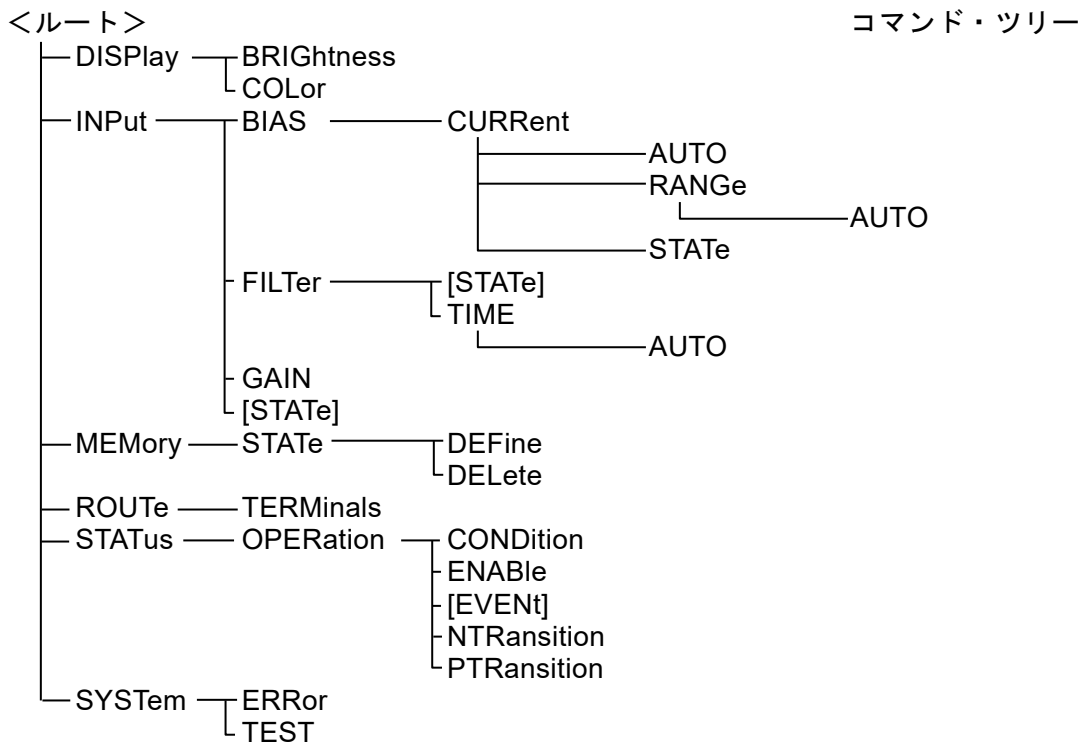 ＜ルート＞ コマンド・ツリー
DISPlay BRIGhtness
COLor
INPut BIAS CURRent
AUTO
RANGe
AUTO
STATe
FILTer [STATe]
TIME
AUTO
GAIN
[STATe]
MEMory STATe DEFine
DELete
ROUTe TERMinals
STATus OPERation CONDition
ENABle
[EVENt]
NTRansition
PTRansition
SYSTem ERRor
TEST